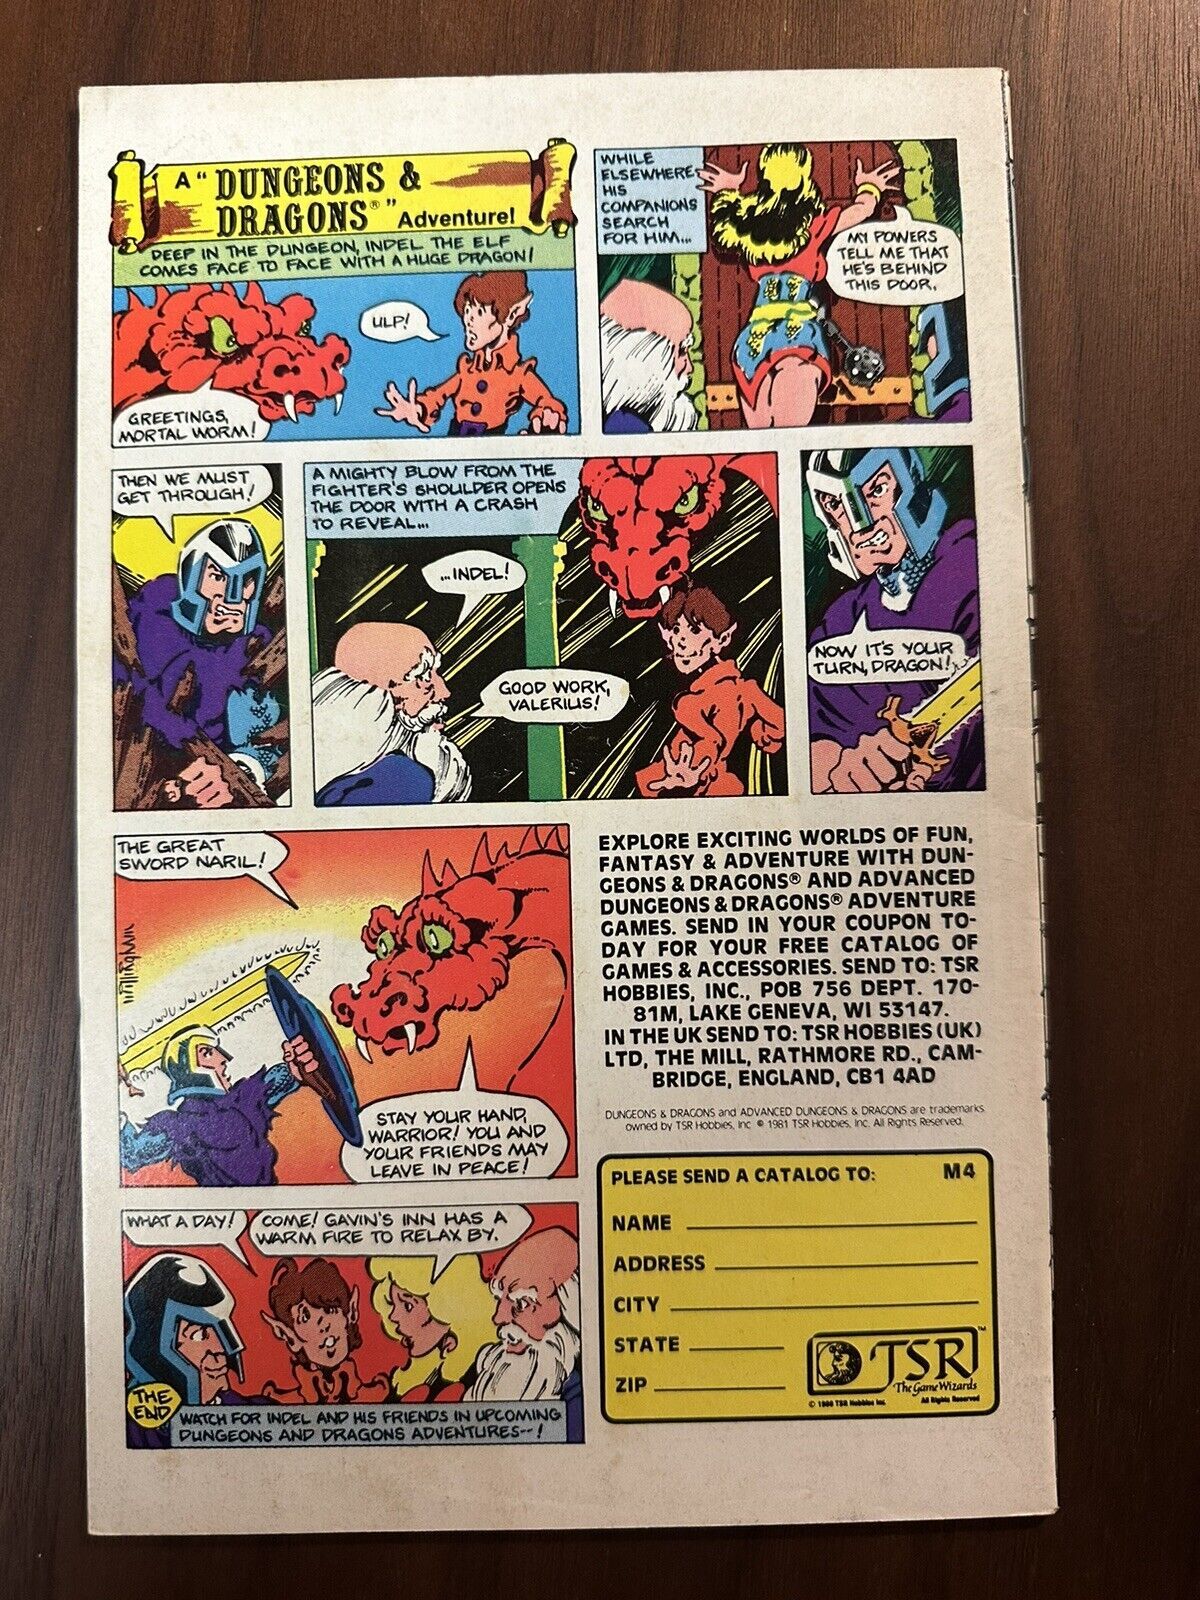 A "DUNGEONS &
DRAGONS®" Adventure!
DEEP IN THE DUNGEON, INDEL THE ELF
COMES FACE TO FACE WITH A HUGE DRAGON!
ULP!
GREETINGS,
MORTAL WORM!
WHILE
ELSEWHERE,
HIS
COMPANIONS
SEARCH
FOR HIM...
MY POWERS
TELL ME THAT
HE'S BEHIND
THIS DOOR.
THEN WE MUST
GET THROUGH!
A MIGHTY BLOW FROM THE
FIGHTER'S SHOULDER OPENS
THE DOOR WITH A CRASH
TO REVEAL...
...INDEL!
GOOD WORK,
VALERIUS!
NOW IT'S YOUR
TURN, DRAGON!
THE GREAT
SWORD NARIL!
STAY YOUR HAND,
WARRIOR! YOU AND
YOUR FRIENDS MAY
LEAVE IN PEACE!
WHAT A DAY!
COME! GAVIN'S INN HAS A
WARM FIRE TO RELAX BY.
THE
END
WATCH FOR INDEL AND HIS FRIENDS IN UPCOMING
DUNGEONS AND DRAGONS ADVENTURES--!
EXPLORE EXCITING WORLDS OF FUN,
FANTASY & ADVENTURE WITH DUN-
GEONS & DRAGONS® AND ADVANCED
DUNGEONS & DRAGONS® ADVENTURE
GAMES. SEND IN YOUR COUPON TO-
DAY FOR YOUR FREE CATALOG OF
GAMES & ACCESSORIES. SEND TO: TSR
HOBBIES, INC., POB 756 DEPT. 170-
81M, LAKE GENEVA, WI 53147.
IN THE UK SEND TO: TSR HOBBIES (UK)
LTD, THE MILL, RATHMORE RD., CAM-
BRIDGE, ENGLAND, CB1 4AD
DUNGEONS & DRAGONS and ADVANCED DUNGEONS & DRAGONS are trademarks
owned by TSR Hobbies, Inc © 1981 TSR Hobbies, Inc. All Rights Reserved.
PLEASE SEND A CATALOG TO: M4
NAME
ADDRESS
CITY
STATE
ZIP
TSR™
The Game Wizards
© 1980 TSR Hobbies Inc. All Rights Reserved